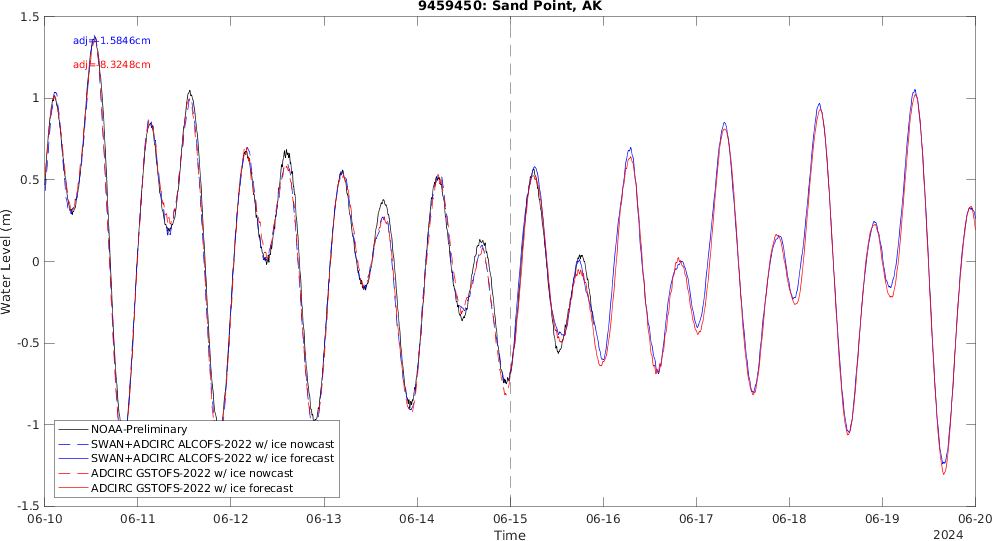 9459450: Sand Point, AK
adj=-1.5846cm
adj=-8.3248cm
Water Level (m)
1.5
1
0.5
0
-0.5
-1
-1.5
NOAA-Preliminary
SWAN+ADCIRC ALCOFS-2022 w/ ice nowcast
SWAN+ADCIRC ALCOFS-2022 w/ ice forecast
ADCIRC GSTOFS-2022 w/ ice nowcast
ADCIRC GSTOFS-2022 w/ ice forecast
06-10 06-11 06-12 06-13 06-14 06-15 06-16 06-17 06-18 06-19 06-20
Time
2024